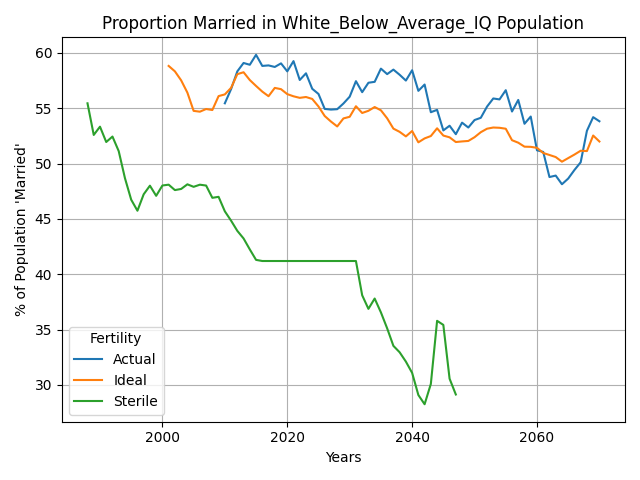 Proportion Married in White_Below_Average_IQ Population
% of Population 'Married'
60
55
50
45
40
35
30
Fertility
Actual
Ideal
Sterile
2000
2020
2040
2060
Years